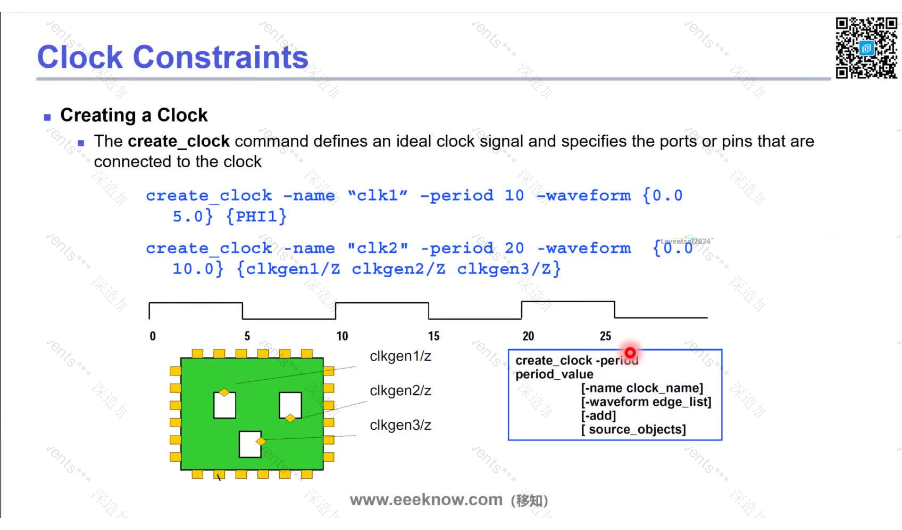 Clock Constraints
Creating a Clock
The create_clock command defines an ideal clock signal and specifies the ports or pins that are
connected to the clock
create_clock –name “clk1” –period 10 –waveform {0.0
5.0} {PHI1}
create_clock -name "clk2" -period 20 -waveform {0.0
10.0} {clkgen1/Z clkgen2/Z clkgen3/Z}
0 5 10 15 20 25
clkgen1/z
clkgen2/z
clkgen3/z
create_clock -period
period_value
[-name clock_name]
[-waveform edge_list]
[-add]
[ source_objects]
www.eeeknow.com (移知)